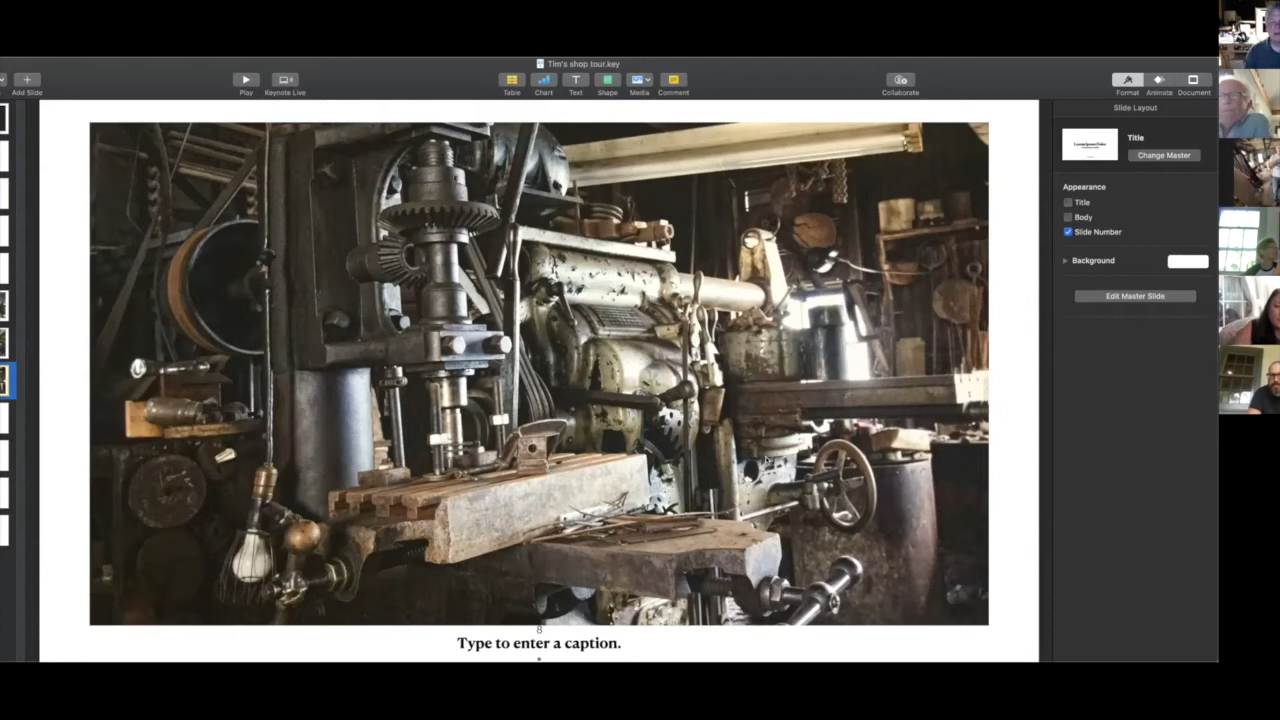 Tim's shop tour.key
Add Slide
Play
Keynote Live
Table
Chart
Text
Shape
Media
Comment
Collaborate
Format
Animate
Document
Slide Layout
Title
Change Master
Appearance
Title
Body
Slide Number
Background
Edit Master Slide
8
Type to enter a caption.